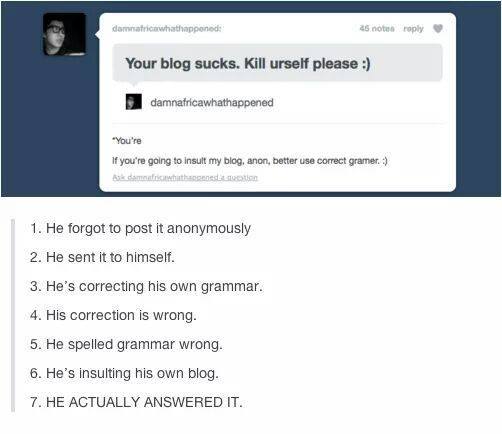 damnafricawhathappened: 45 notes reply
Your blog sucks. Kill urself please :)
damnafricawhathappened
*You're
If you're going to insult my blog, anon, better use correct gramer. :)
Ask damnafricawhathappened a question
1. He forgot to post it anonymously
2. He sent it to himself.
3. He's correcting his own grammar.
4. His correction is wrong.
5. He spelled grammar wrong.
6. He's insulting his own blog.
7. HE ACTUALLY ANSWERED IT.